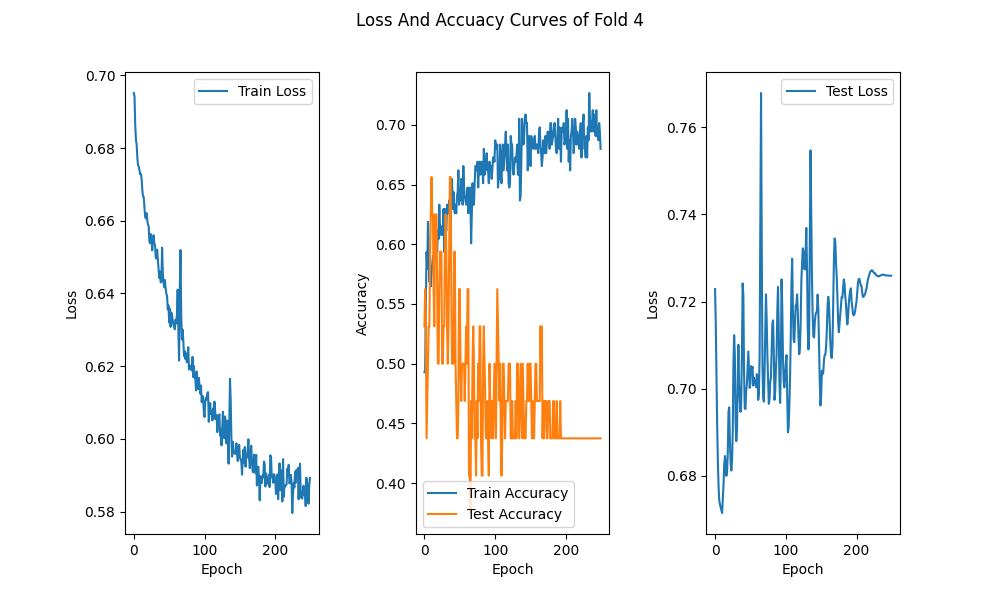 Loss And Accuacy Curves of Fold 4
0.70
0.68
0.66
0.64
0.62
0.60
0.58
Loss
Train Loss
0 100 200
Epoch
0.70
0.65
0.60
0.55
0.50
0.45
0.40
Accuracy
Train Accuracy
Test Accuracy
0 100 200
Epoch
0.76
0.74
0.72
0.70
0.68
Loss
Test Loss
0 100 200
Epoch